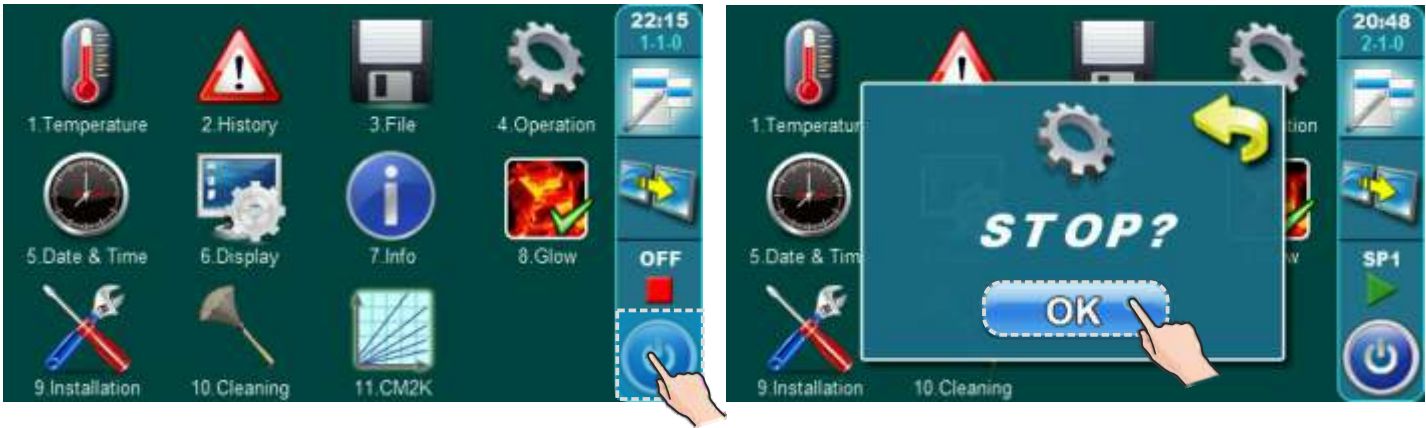 22:15
1-1-0
1.Temperature 2.History 3.File 4.Operation
5.Date & Time 6.Display 7.Info 8.Glow
OFF
9.Installation 10.Cleaning 11.CM2K
20:48
2-1-0
1.Temperatur tion
STOP?
5.Date & Tim w
SP1
OK
9.Installation 10.Cleaning